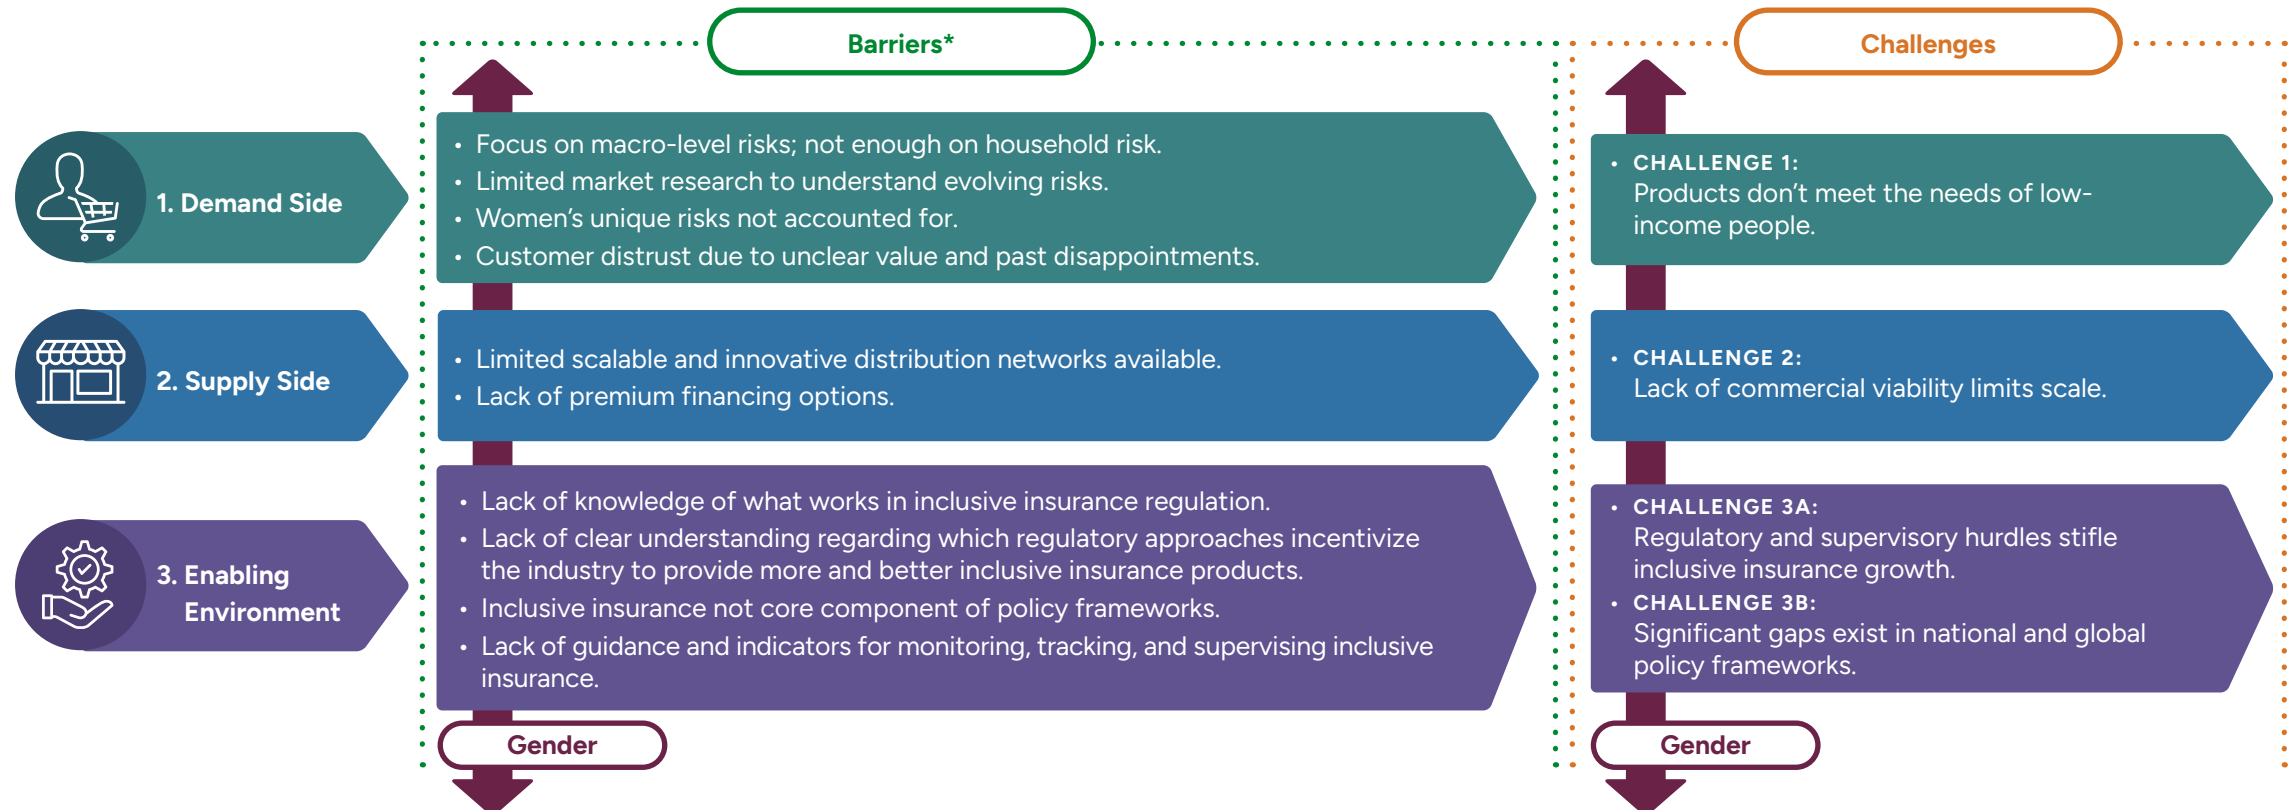 Barriers*
Challenges
1. Demand Side
• Focus on macro-level risks; not enough on household risk.
• Limited market research to understand evolving risks.
• Women’s unique risks not accounted for.
• Customer distrust due to unclear value and past disappointments.
• CHALLENGE 1:
Products don’t meet the needs of low-
income people.
2. Supply Side
• Limited scalable and innovative distribution networks available.
• Lack of premium financing options.
• CHALLENGE 2:
Lack of commercial viability limits scale.
3. Enabling
Environment
• Lack of knowledge of what works in inclusive insurance regulation.
• Lack of clear understanding regarding which regulatory approaches incentivize
the industry to provide more and better inclusive insurance products.
• Inclusive insurance not core component of policy frameworks.
• Lack of guidance and indicators for monitoring, tracking, and supervising inclusive
insurance.
• CHALLENGE 3A:
Regulatory and supervisory hurdles stifle
inclusive insurance growth.
• CHALLENGE 3B:
Significant gaps exist in national and global
policy frameworks.
Gender
Gender